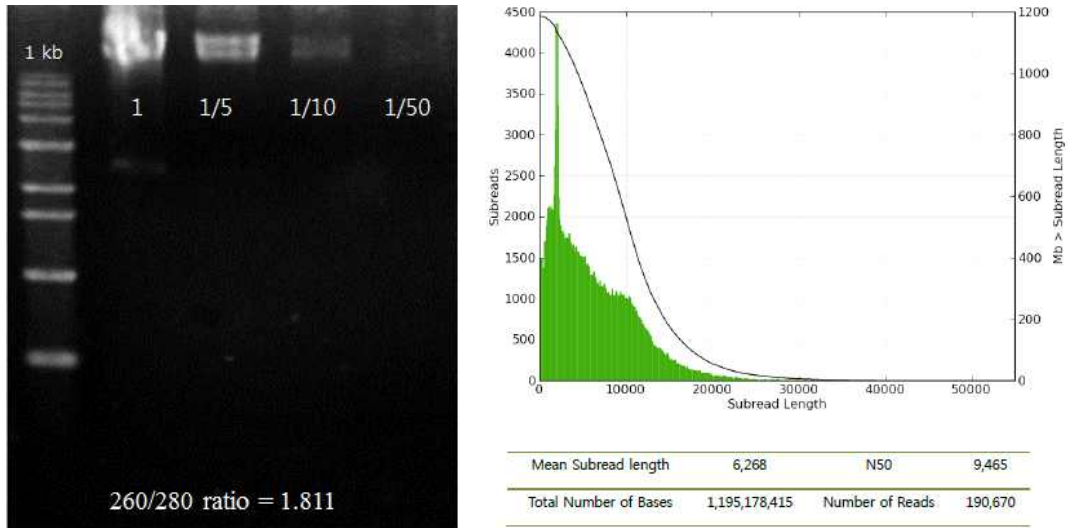 1 kb
1 1/5 1/10 1/50
260/280 ratio = 1.811
4500
4000
3500
3000
2500
2000
1500
1000
500
0
Subreads
1200
1000
800
600
400
200
0
Mb > Subread Length
0 10000 20000 30000 40000 50000
Subread Length
Mean Subread length 6,268 N50 9,465
Total Number of Bases 1,195,178,415 Number of Reads 190,670